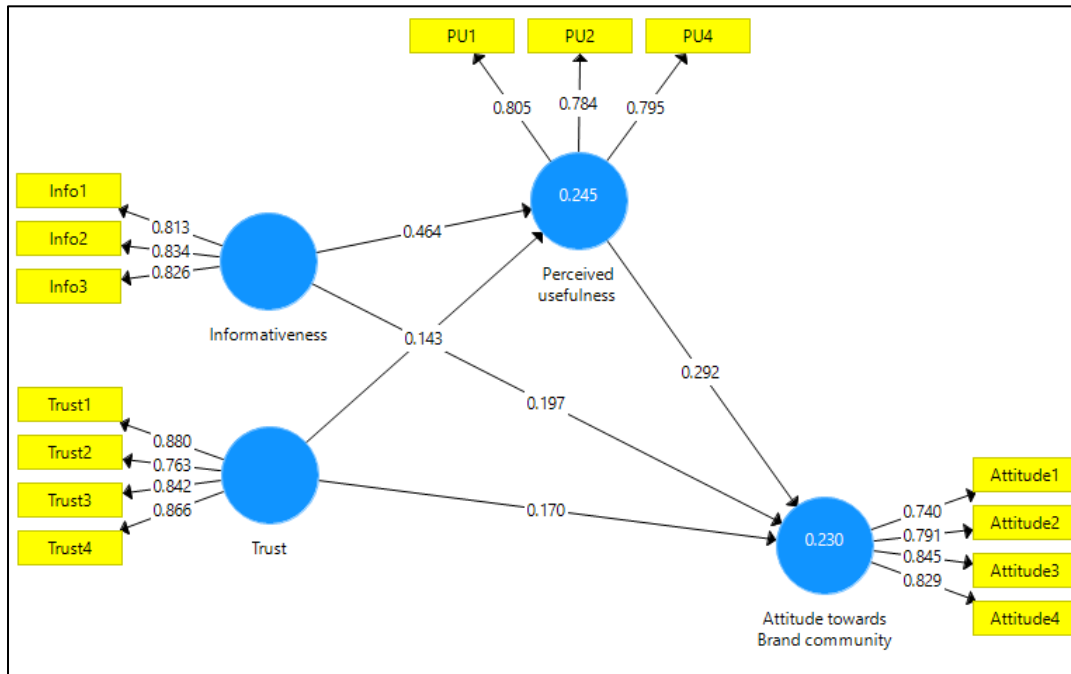 PU1 PU2 PU4
0.805 0.784 0.795
Info1
Info2
Info3
0.813
0.834
0.826
Informativeness
0.464
0.245
Perceived
usefulness
0.143
0.197
0.292
Trust1
Trust2
Trust3
Trust4
0.880
0.763
0.842
0.866
Trust
0.170
0.230
Attitude towards
Brand community
0.740
0.791
0.845
0.829
Attitude1
Attitude2
Attitude3
Attitude4